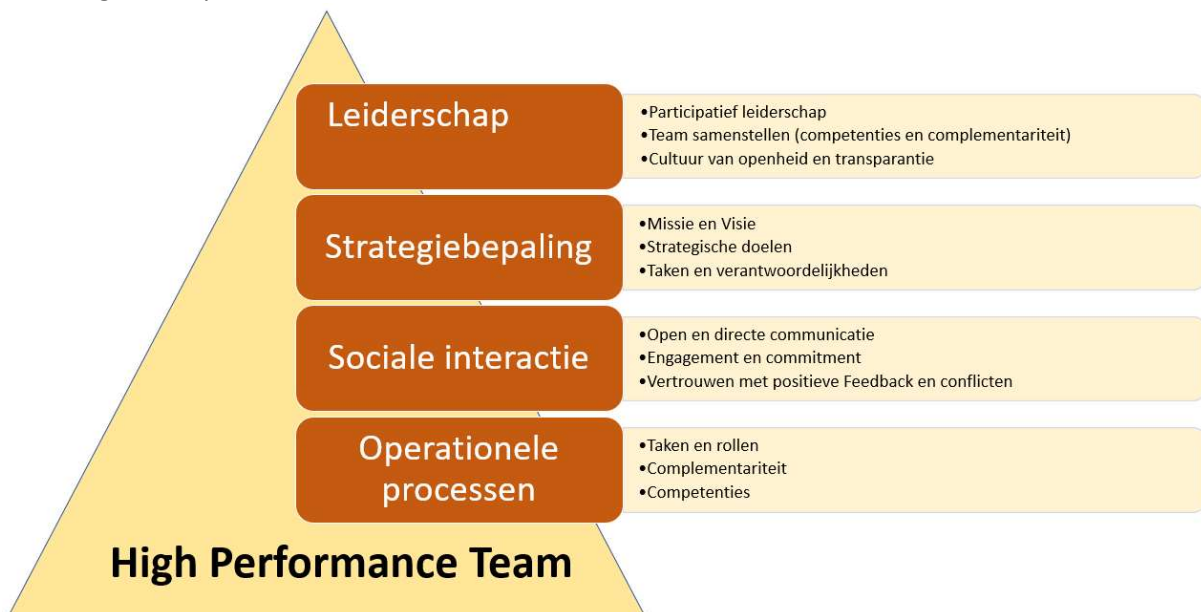 Leiderschap
•Participatief leiderschap
•Team samenstellen (competenties en complementariteit)
•Cultuur van openheid en transparantie
Strategiebepaling
•Missie en Visie
•Strategische doelen
•Taken en verantwoordelijkheden
Sociale interactie
•Open en directe communicatie
•Engagement en commitment
•Vertrouwen met positieve Feedback en conflicten
Operationele
processen
•Taken en rollen
•Complementariteit
•Competenties
High Performance Team